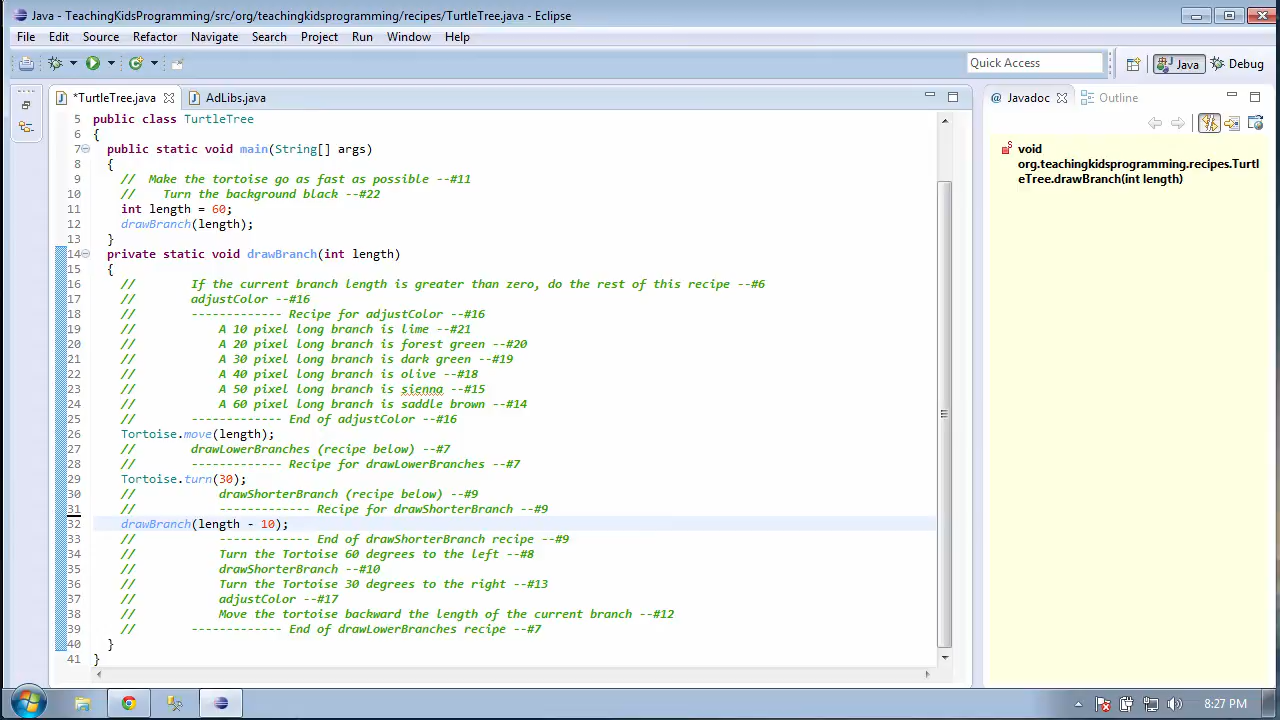 Java - TeachingKidsProgramming/src/org/teachingkidsprogramming/recipes/TurtleTree.java - Eclipse
File Edit Source Refactor Navigate Search Project Run Window Help
Quick Access Java Debug
*TurtleTree.java AdLibs.java Javadoc Outline
5 public class TurtleTree
6 {
7 public static void main(String[] args)
8 {
9 // Make the tortoise go as fast as possible --#11
10 // Turn the background black --#22
11 int length = 60;
12 drawBranch(length);
13 }
14 private static void drawBranch(int length)
15 {
16 // If the current branch length is greater than zero, do the rest of this recipe --#6
17 // adjustColor --#16
18 // ------------- Recipe for adjustColor --#16
19 // A 10 pixel long branch is lime --#21
20 // A 20 pixel long branch is forest green --#20
21 // A 30 pixel long branch is dark green --#19
22 // A 40 pixel long branch is olive --#18
23 // A 50 pixel long branch is sienna --#15
24 // A 60 pixel long branch is saddle brown --#14
25 // ------------- End of adjustColor --#16
26 Tortoise.move(length);
27 // drawLowerBranches (recipe below) --#7
28 // ------------- Recipe for drawLowerBranches --#7
29 Tortoise.turn(30);
30 // drawShorterBranch (recipe below) --#9
31 // ------------- Recipe for drawShorterBranch --#9
32 drawBranch(length - 10);
33 // ------------- End of drawShorterBranch recipe --#9
34 // Turn the Tortoise 60 degrees to the left --#8
35 // drawShorterBranch --#10
36 // Turn the Tortoise 30 degrees to the right --#13
37 // adjustColor --#17
38 // Move the tortoise backward the length of the current branch --#12
39 // ------------- End of drawLowerBranches recipe --#7
40 }
41 }
void
org.teachingkidsprogramming.recipes.Turtl
eTree.drawBranch(int length)
8:27 PM